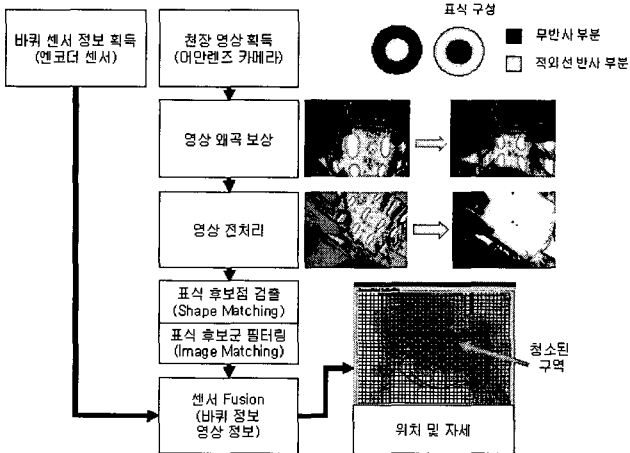 표식 구성
무반사 부분
적외선 반사 부분
바퀴 센서 정보 획득
(엔코더 센서)
천장 영상 획득
(어안렌즈 카메라)
영상 왜곡 보상
영상 전처리
표식 후보점 검출
(Shape Matching)
표식 후보군 필터링
(Image Matching)
센서 Fusion
(바퀴 정보
영상 정보)
청소된
구역
위치 및 자세